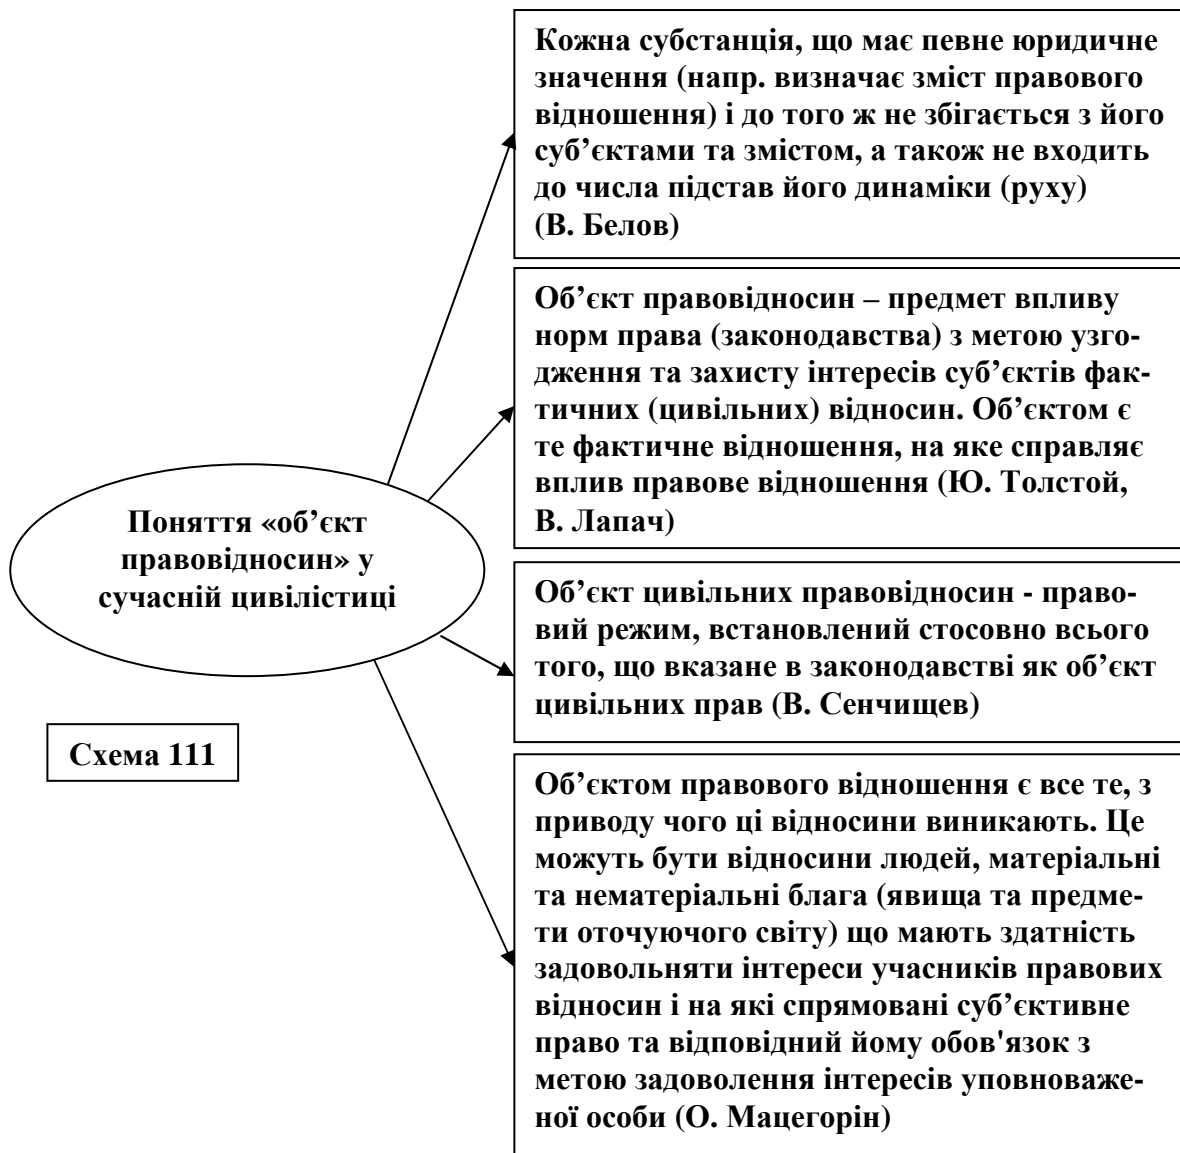 Кожна субстанція, що має певне юридичне
значення (напр. визначає зміст правового
відношення) і до того ж не збігається з його
суб’єктами та змістом, а також не входить
до числа підстав його динаміки (руху)
(В. Белов)
Об’єкт правовідносин – предмет впливу
норм права (законодавства) з метою узго-
дження та захисту інтересів суб’єктів фак-
тичних (цивільних) відносин. Об’єктом є
те фактичне відношення, на яке справляє
вплив правове відношення (Ю. Толстой,
В. Лапач)
Поняття «об’єкт
правовідносин» у
сучасній цивілістиці
Об’єкт цивільних правовідносин - право-
вий режим, встановлений стосовно всього
того, що вказане в законодавстві як об’єкт
цивільних прав (В. Сенчищев)
Схема 111
Об’єктом правового відношення є все те, з
приводу чого ці відносини виникають. Це
можуть бути відносини людей, матеріальні
та нематеріальні блага (явища та предме-
ти оточуючого світу) що мають здатність
задовольняти інтереси учасників правових
відносин і на які спрямовані суб’єктивне
право та відповідний йому обов'язок з
метою задоволення інтересів уповноваже-
ної особи (О. Мацегорін)